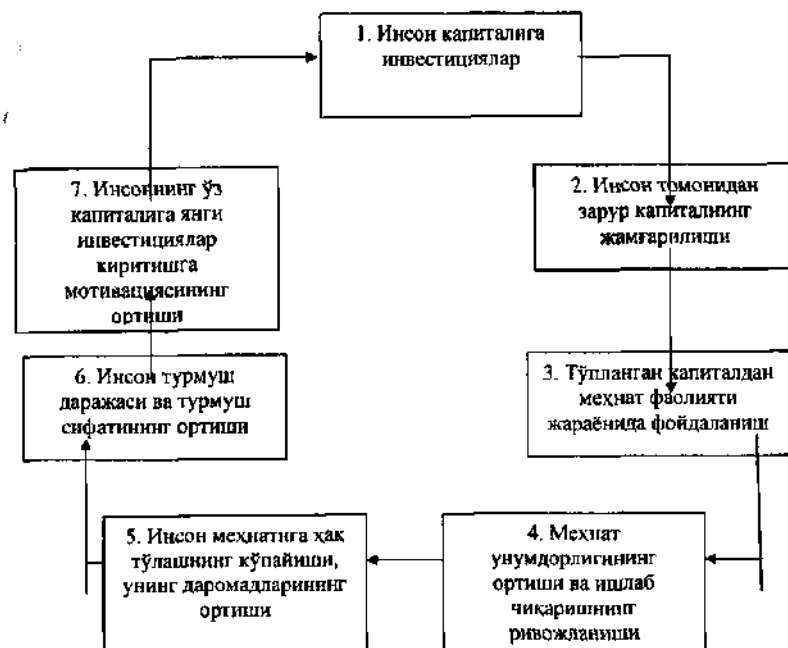 1. Инсон капиталига
инвестициялар
2. Инсон томонидан
зарур капиталнинг
жамғарилиши
3. Тўпланган капиталдан
меҳнат фаолияти
жараёнида фойдаланиш
4. Меҳнат
унумдорлигининг
ортиши ва ишлаб
чиқаришнинг
ривожланиши
5. Инсон меҳнатига ҳақ
тўлашнинг кўпайиши,
унинг даромадларининг
ортиши
6. Инсон турмуш
даражаси ва турмуш
сифатининг ортиши
7. Инсоннинг ўз
капиталига янги
инвестициялар
киритишга
мотивациясининг
ортиши